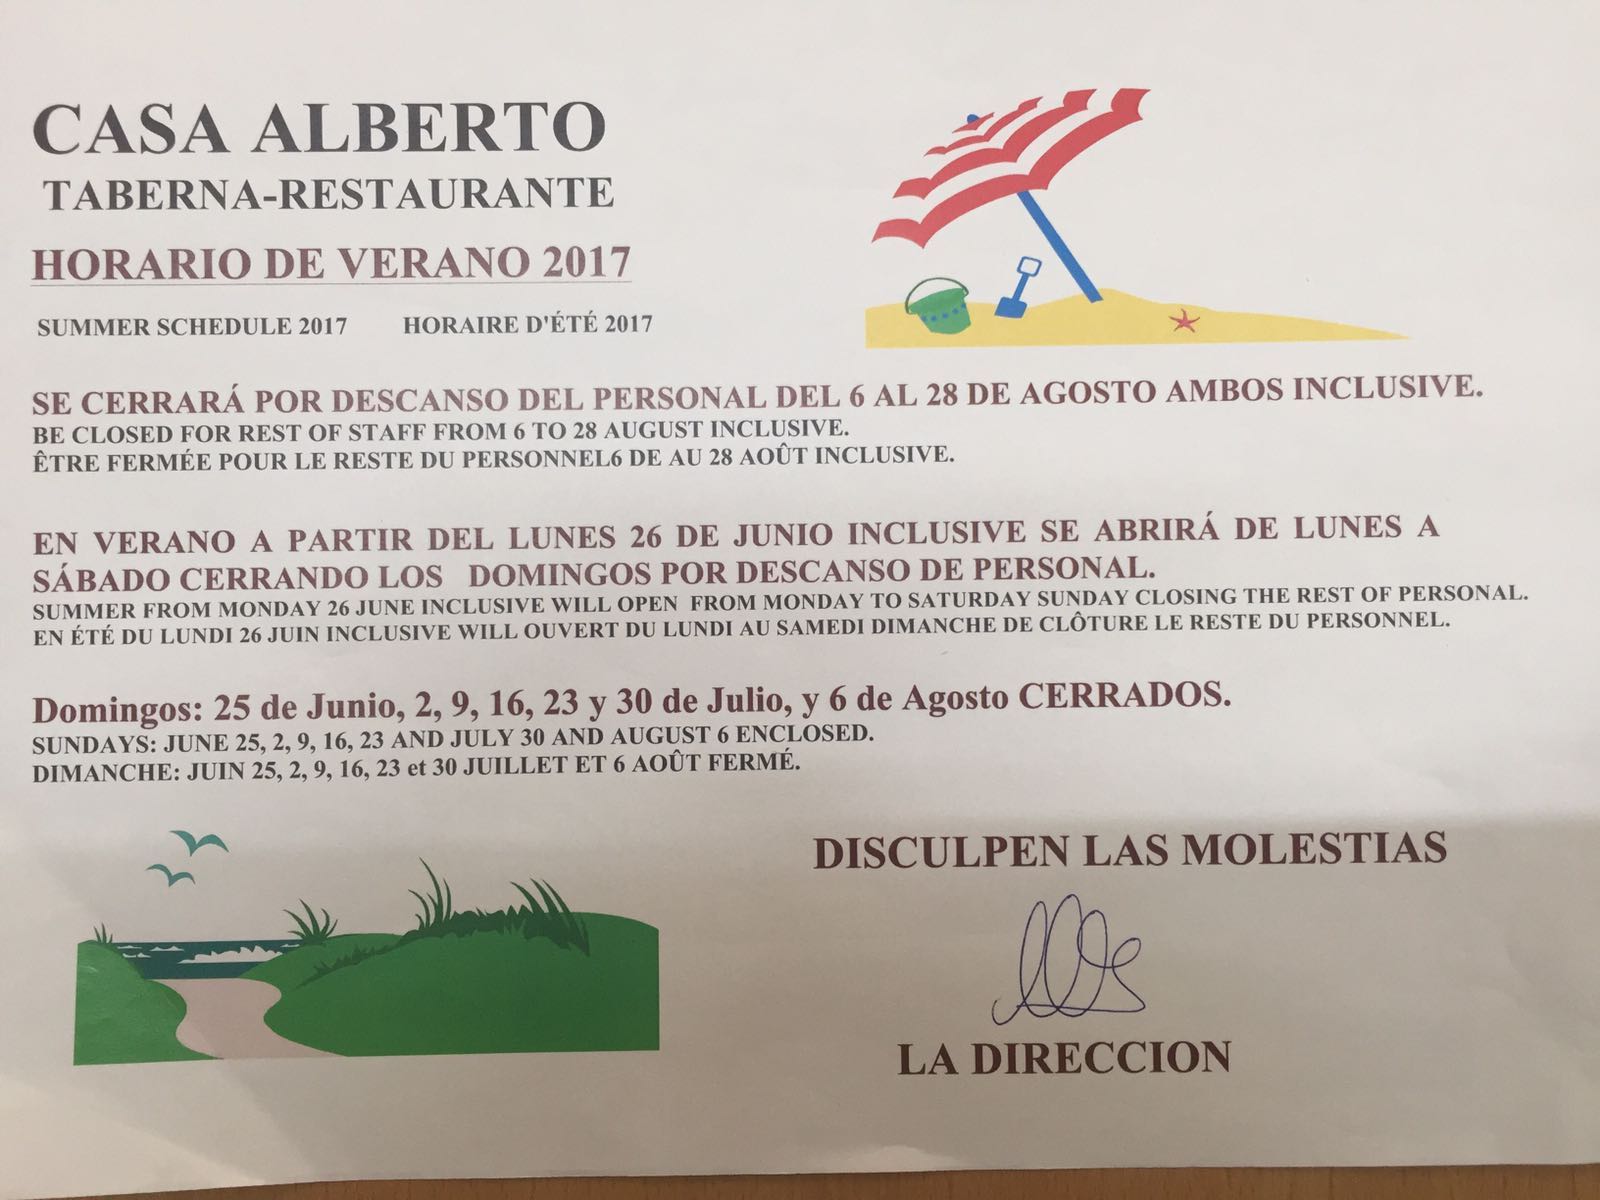 CASA ALBERTO
TABERNA-RESTAURANTE
HORARIO DE VERANO 2017
SUMMER SCHEDULE 2017 HORAIRE D'ÉTÉ 2017
SE CERRARÁ POR DESCANSO DEL PERSONAL DEL 6 AL 28 DE AGOSTO AMBOS INCLUSIVE.
BE CLOSED FOR REST OF STAFF FROM 6 TO 28 AUGUST INCLUSIVE.
ÊTRE FERMÉE POUR LE RESTE DU PERSONNEL6 DE AU 28 AOÛT INCLUSIVE.
EN VERANO A PARTIR DEL LUNES 26 DE JUNIO INCLUSIVE SE ABRIRÁ DE LUNES A
SÁBADO CERRANDO LOS DOMINGOS POR DESCANSO DE PERSONAL.
SUMMER FROM MONDAY 26 JUNE INCLUSIVE WILL OPEN FROM MONDAY TO SATURDAY SUNDAY CLOSING THE REST OF PERSONAL.
EN ÉTÉ DU LUNDI 26 JUIN INCLUSIVE WILL OUVERT DU LUNDI AU SAMEDI DIMANCHE DE CLÔTURE LE RESTE DU PERSONNEL.
Domingos: 25 de Junio, 2, 9, 16, 23 y 30 de Julio, y 6 de Agosto CERRADOS.
SUNDAYS: JUNE 25, 2, 9, 16, 23 AND JULY 30 AND AUGUST 6 ENCLOSED.
DIMANCHE: JUIN 25, 2, 9, 16, 23 et 30 JUILLET ET 6 AOÛT FERMÉ.
DISCULPEN LAS MOLESTIAS
LA DIRECCION